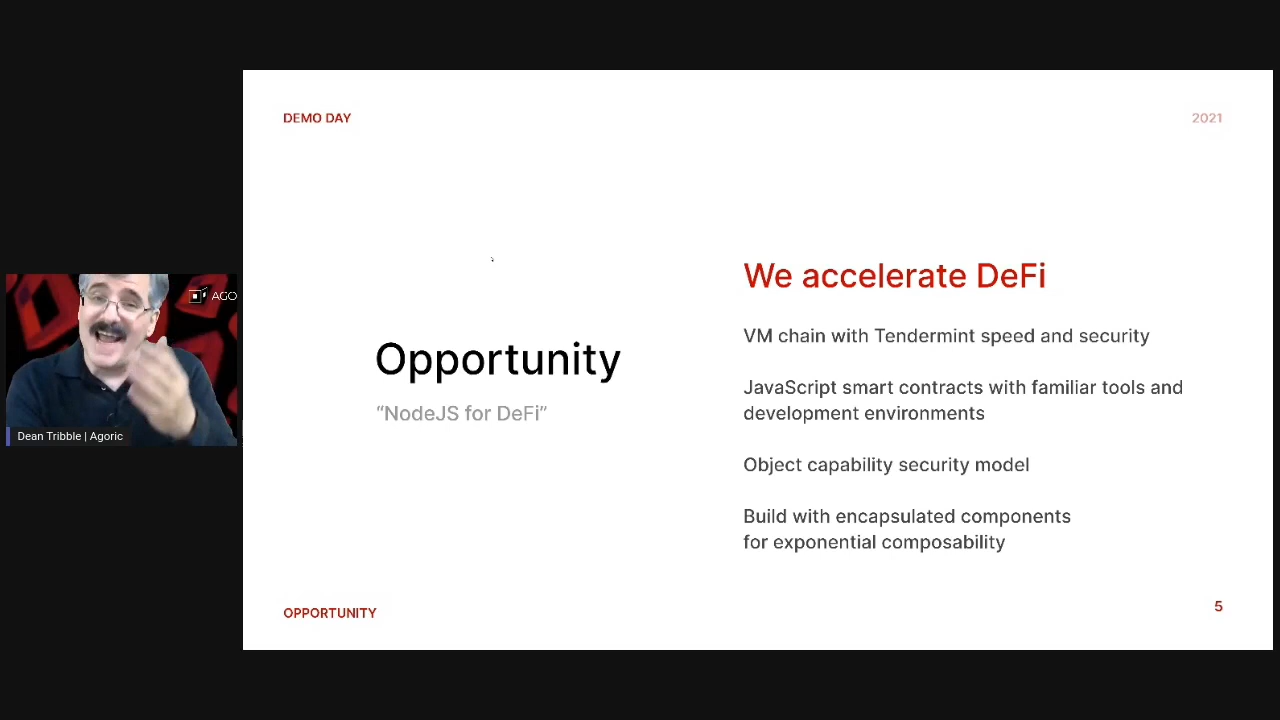 DEMO DAY
2021
We accelerate DeFi
VM chain with Tendermint speed and security
Opportunity
JavaScript smart contracts with familiar tools and
development environments
“NodeJS for DeFi”
Object capability security model
Build with encapsulated components
for exponential composability
OPPORTUNITY
5
AGO
Dean Tribble | Agoric